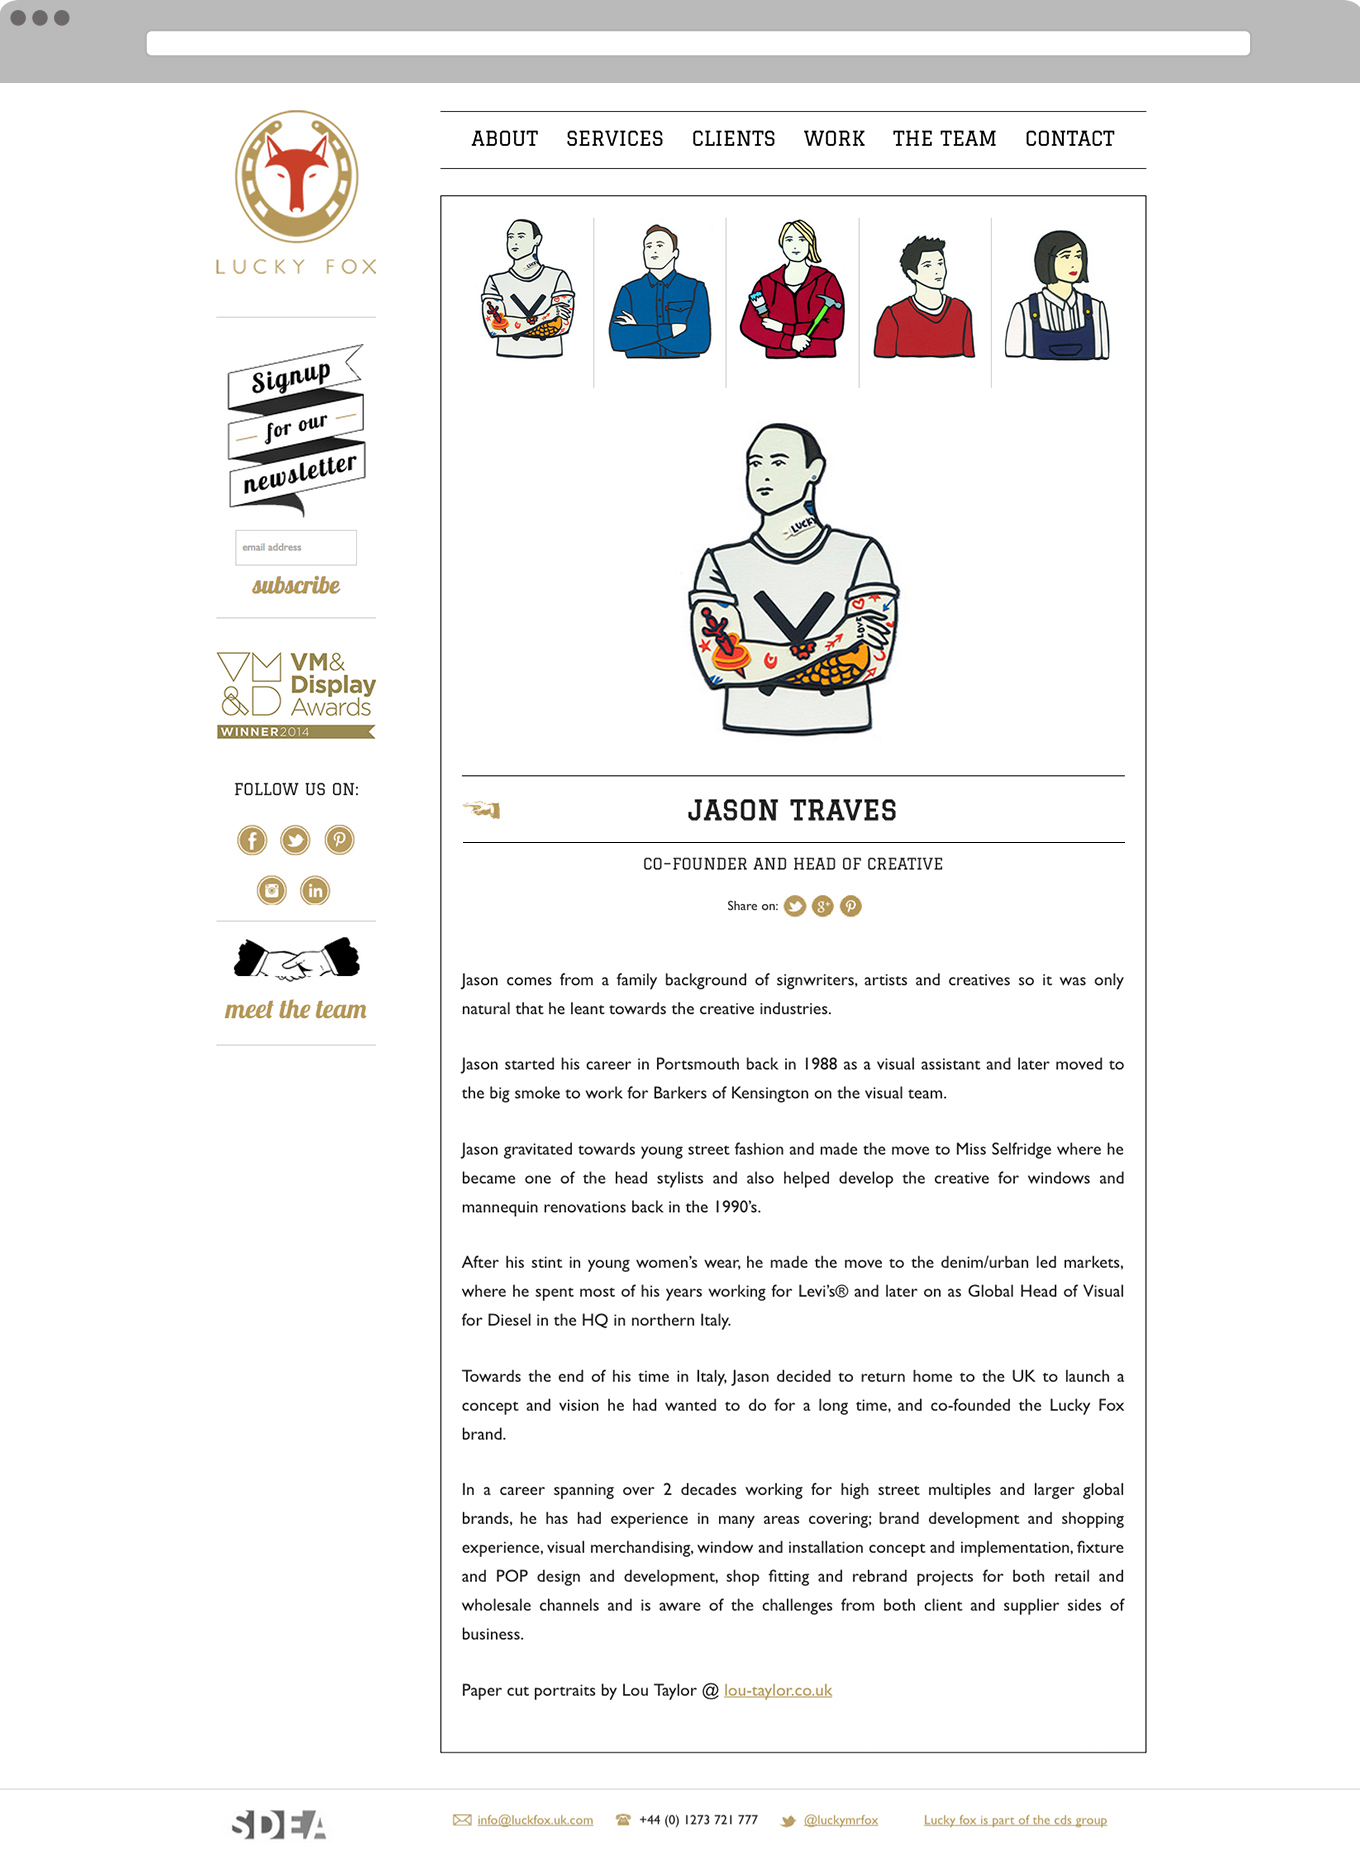 LUCKY FOX
ABOUT SERVICES CLIENTS WORK THE TEAM CONTACT
Signup
for our
newsletter
email address
subscribe
VM&D
VM&
Display
Awards
WINNER2014
FOLLOW US ON:
meet the team
LUCKY
LOVE
JASON TRAVES
CO-FOUNDER AND HEAD OF CREATIVE
Share on:
Jason comes from a family background of signwriters, artists and creatives so it was only
natural that he leant towards the creative industries.
Jason started his career in Portsmouth back in 1988 as a visual assistant and later moved to
the big smoke to work for Barkers of Kensington on the visual team.
Jason gravitated towards young street fashion and made the move to Miss Selfridge where he
became one of the head stylists and also helped develop the creative for windows and
mannequin renovations back in the 1990’s.
After his stint in young women’s wear, he made the move to the denim/urban led markets,
where he spent most of his years working for Levi’s® and later on as Global Head of Visual
for Diesel in the HQ in northern Italy.
Towards the end of his time in Italy, Jason decided to return home to the UK to launch a
concept and vision he had wanted to do for a long time, and co-founded the Lucky Fox
brand.
In a career spanning over 2 decades working for high street multiples and larger global
brands, he has had experience in many areas covering; brand development and shopping
experience, visual merchandising, window and installation concept and implementation, fixture
and POP design and development, shop fitting and rebrand projects for both retail and
wholesale channels and is aware of the challenges from both client and supplier sides of
business.
Paper cut portraits by Lou Taylor @ lou-taylor.co.uk
SDEA
info@luckfox.uk.com +44 (0) 1273 721 777 @luckymrfox Lucky fox is part of the cds group